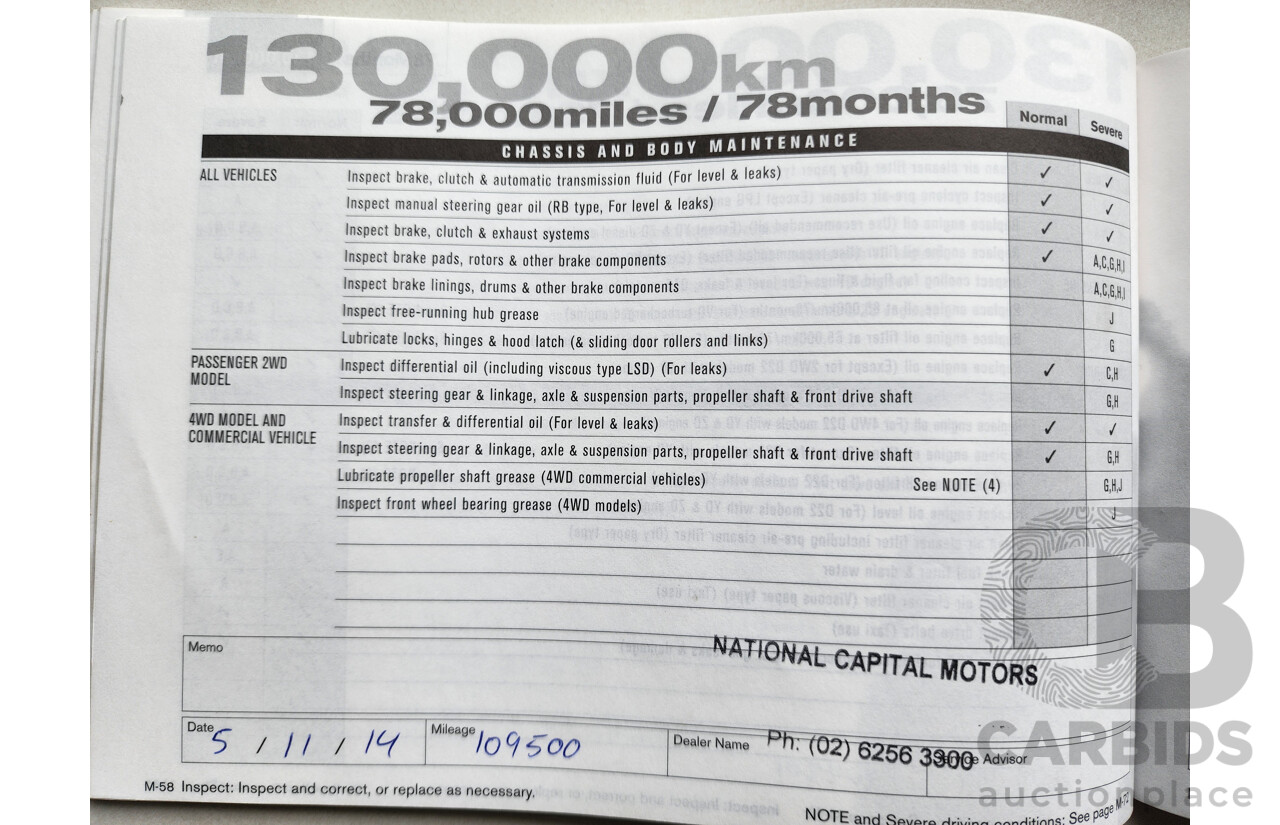 130,000km
78,000miles / 78months
Normal Severe
CHASSIS AND BODY MAINTENANCE
ALL VEHICLES Inspect brake, clutch & automatic transmission fluid (For level & leaks) ✓ ✓
Inspect manual steering gear oil (RB type, For level & leaks) ✓ ✓
Inspect brake, clutch & exhaust systems ✓ ✓
Inspect brake pads, rotors & other brake components ✓ A,C,G,H,I
Inspect brake linings, drums & other brake components A,C,G,H,I
Inspect free-running hub grease J
Lubricate locks, hinges & hood latch (& sliding door rollers and links) G
PASSENGER 2WD MODEL Inspect differential oil (including viscous type LSD) (For leaks) ✓ C,H
Inspect steering gear & linkage, axle & suspension parts, propeller shaft & front drive shaft G,H
4WD MODEL AND COMMERCIAL VEHICLE Inspect transfer & differential oil (For level & leaks) ✓ ✓
Inspect steering gear & linkage, axle & suspension parts, propeller shaft & front drive shaft ✓ G,H
Lubricate propeller shaft grease (4WD commercial vehicles) See NOTE (4) G,H,J
Inspect front wheel bearing grease (4WD models) J
Memo
NATIONAL CAPITAL MOTORS
Date 5 / 11 / 14 Mileage 109500 Dealer Name Ph: (02) 6256 3300 Service Advisor
M-58 Inspect: Inspect and correct, or replace as necessary.
NOTE and Severe driving conditions: See page M-72
CB
CARBIDS
auctionplace